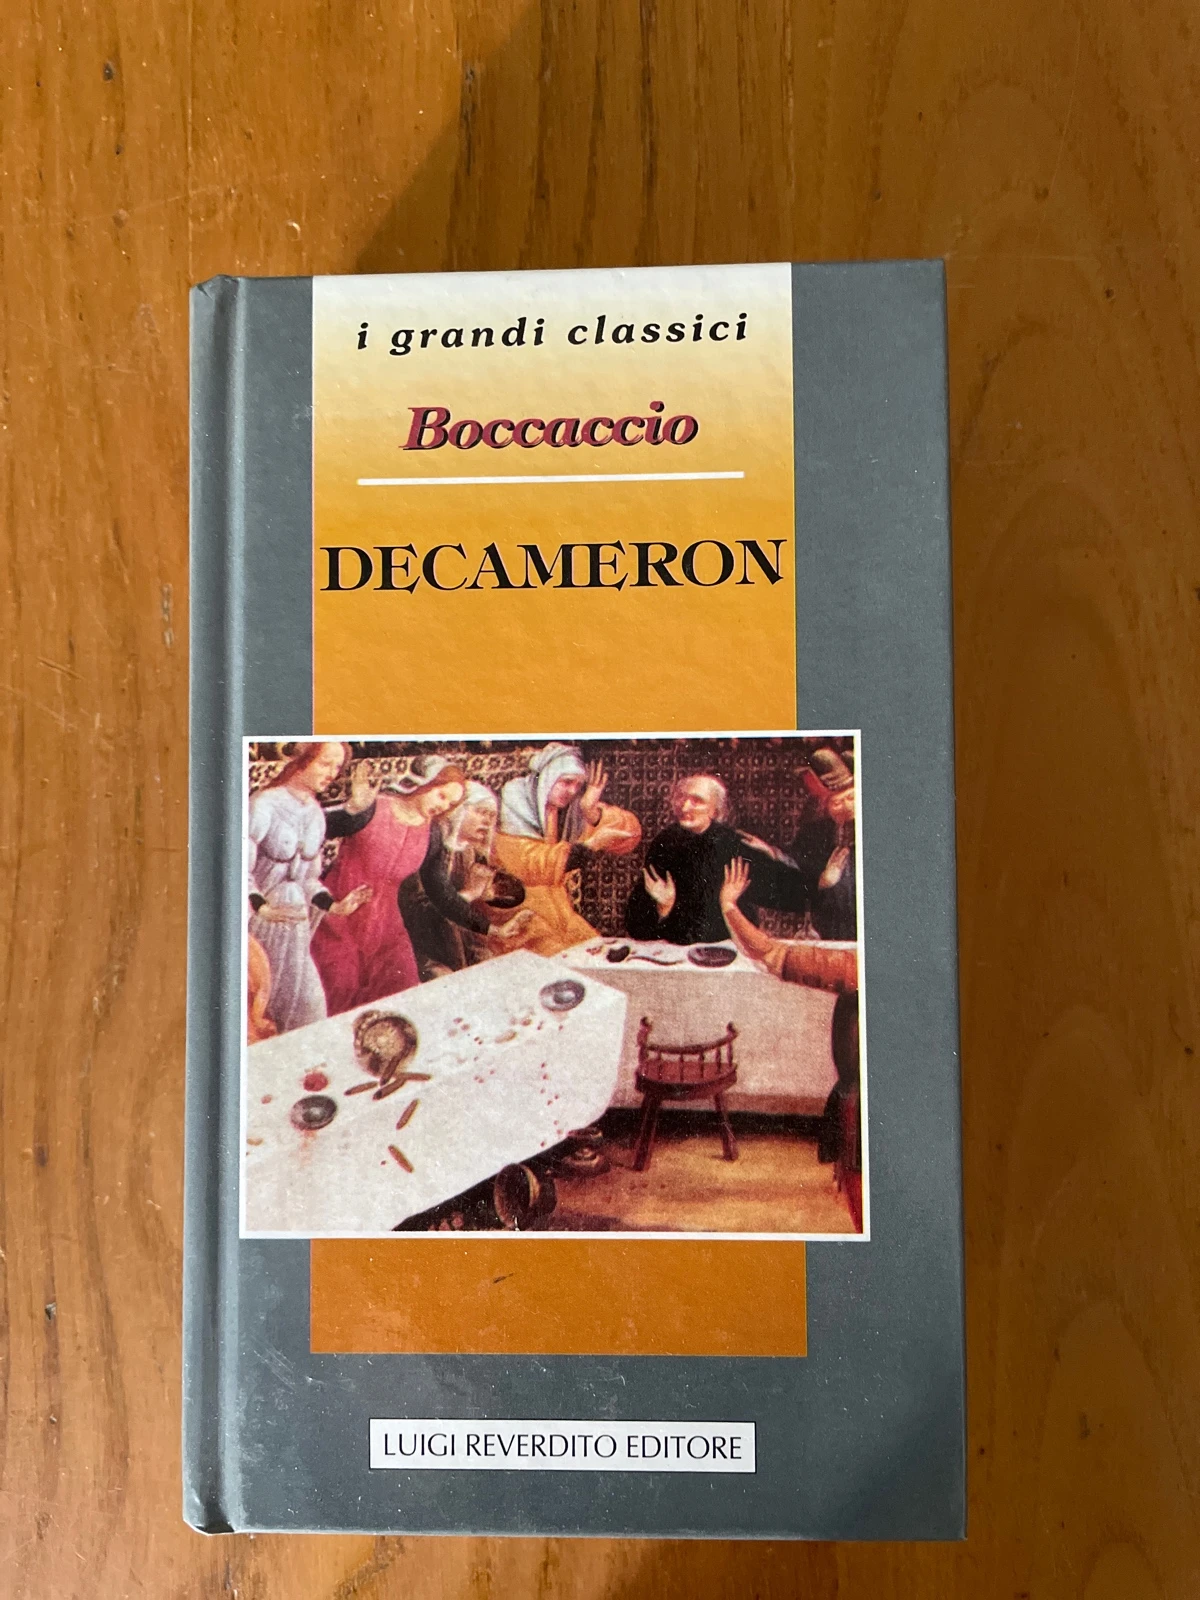 i grandi classici
Boccaccio
DECAMERON
LUIGI REVERDITO EDITORE